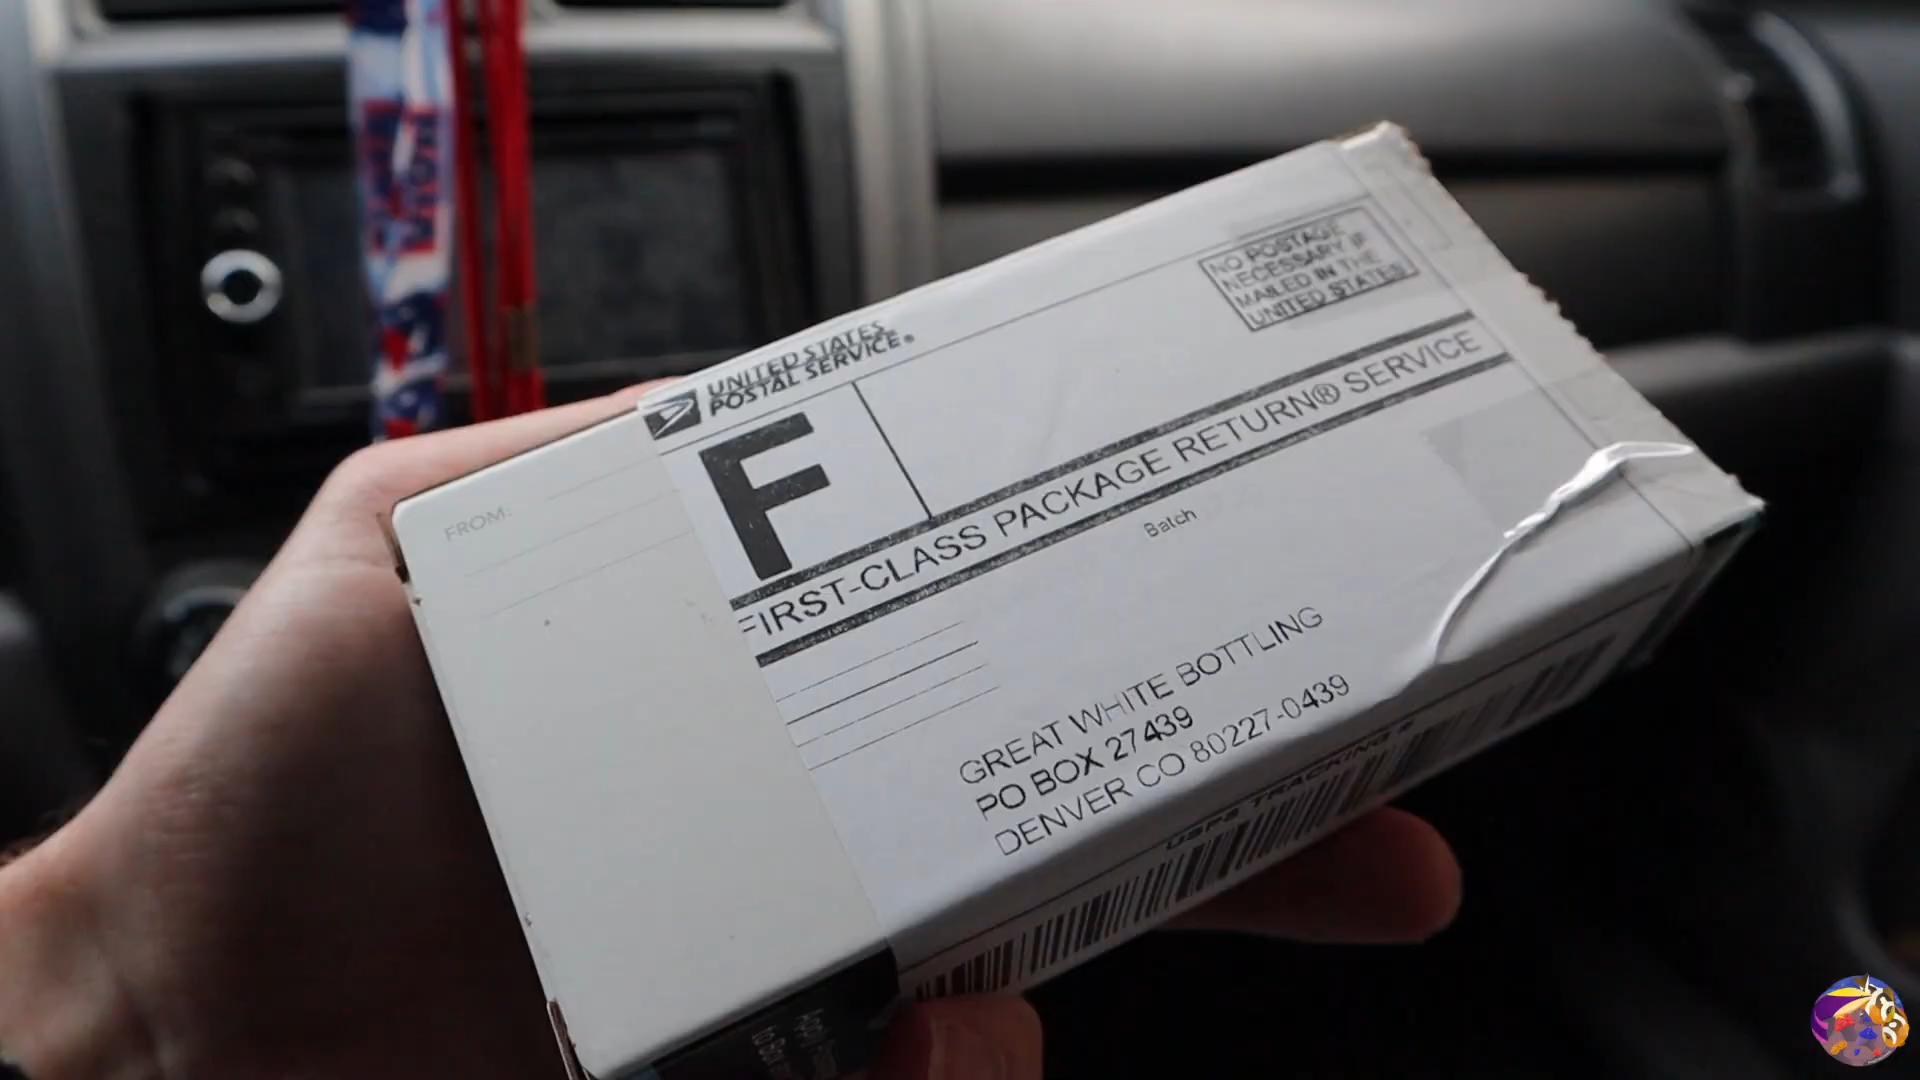 UNITED STATES
POSTAL SERVICE®
NO POSTAGE
NECESSARY IF
MAILED IN THE
UNITED STATES
F
FROM:
FIRST-CLASS PACKAGE RETURN® SERVICE
Batch
GREAT WHITE BOTTLING
PO BOX 27439
DENVER CO 80227-0439
USPS TRACKING #